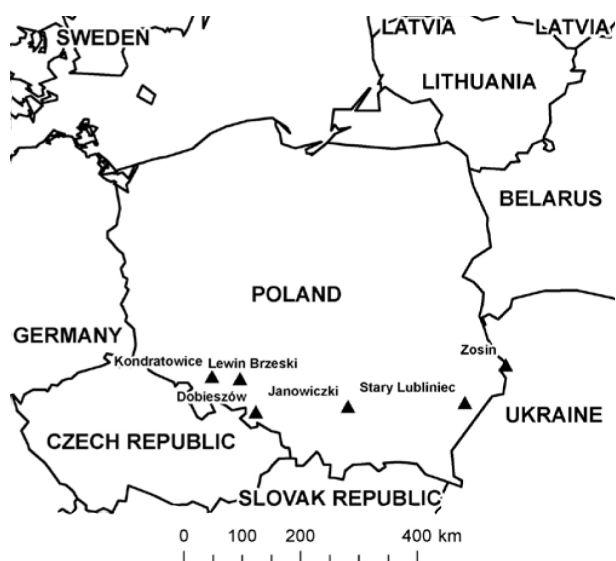 SWEDEN
LATVIA
LATVIA
LITHUANIA
BELARUS
POLAND
GERMANY
Zosin
Kondratowice
Lewin Brzeski
Dobieszów
Janowiczki
Stary Lubliniec
UKRAINE
CZECH REPUBLIC
SLOVAK REPUBLIC
0 100 200 400 km